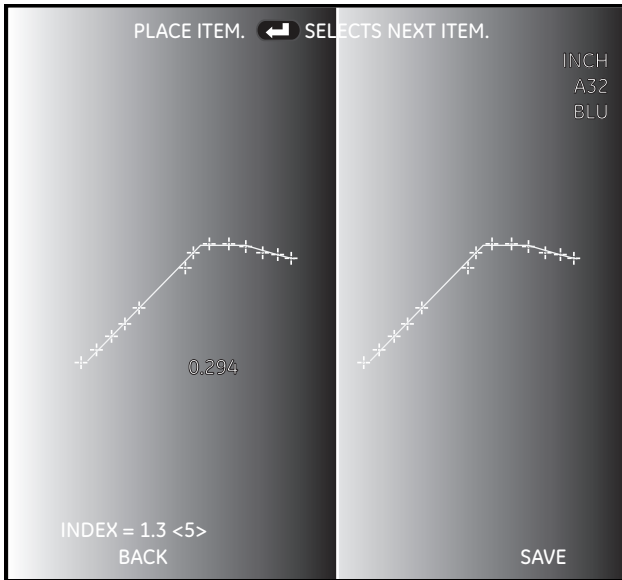 PLACE ITEM. SELECTS NEXT ITEM.
INCH
A32
BLU
0.294
INDEX = 1.3 <5>
BACK SAVE